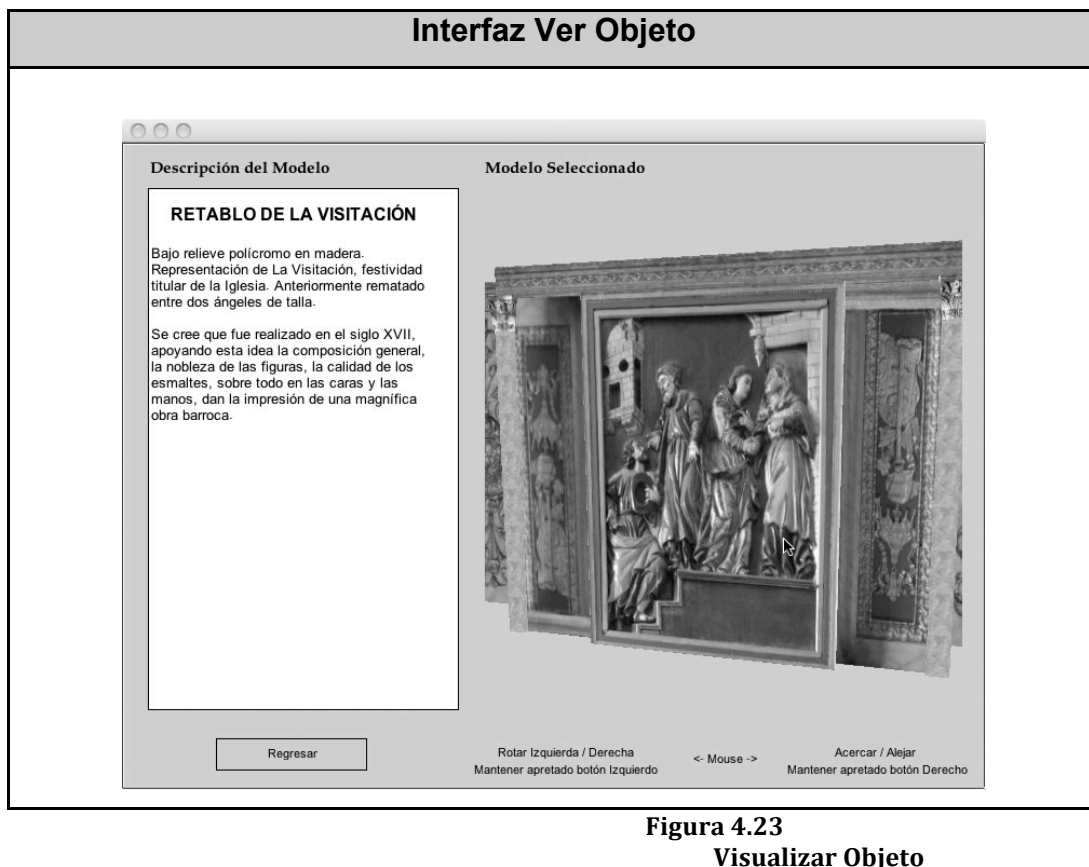 Interfaz Ver Objeto
Descripción del Modelo
RETABLO DE LA VISITACIÓN
Bajo relieve polícromo en madera.
Representación de La Visitación, festividad
titular de la Iglesia. Anteriormente rematado
entre dos ángeles de talla.
Se cree que fue realizado en el siglo XVII,
apoyando esta idea la composición general,
la nobleza de las figuras, la calidad de los
esmaltes, sobre todo en las caras y las
manos, dan la impresión de una magnífica
obra barroca.
Regresar
Modelo Seleccionado
Rotar Izquierda / Derecha
Mantener apretado botón Izquierdo
<- Mouse ->
Acercar / Alejar
Mantener apretado botón Derecho
Figura 4.23
Visualizar Objeto